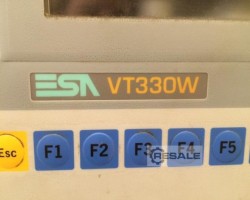 ESA VT330W
Esc F1 F2 F3 F4 F5
RESALE